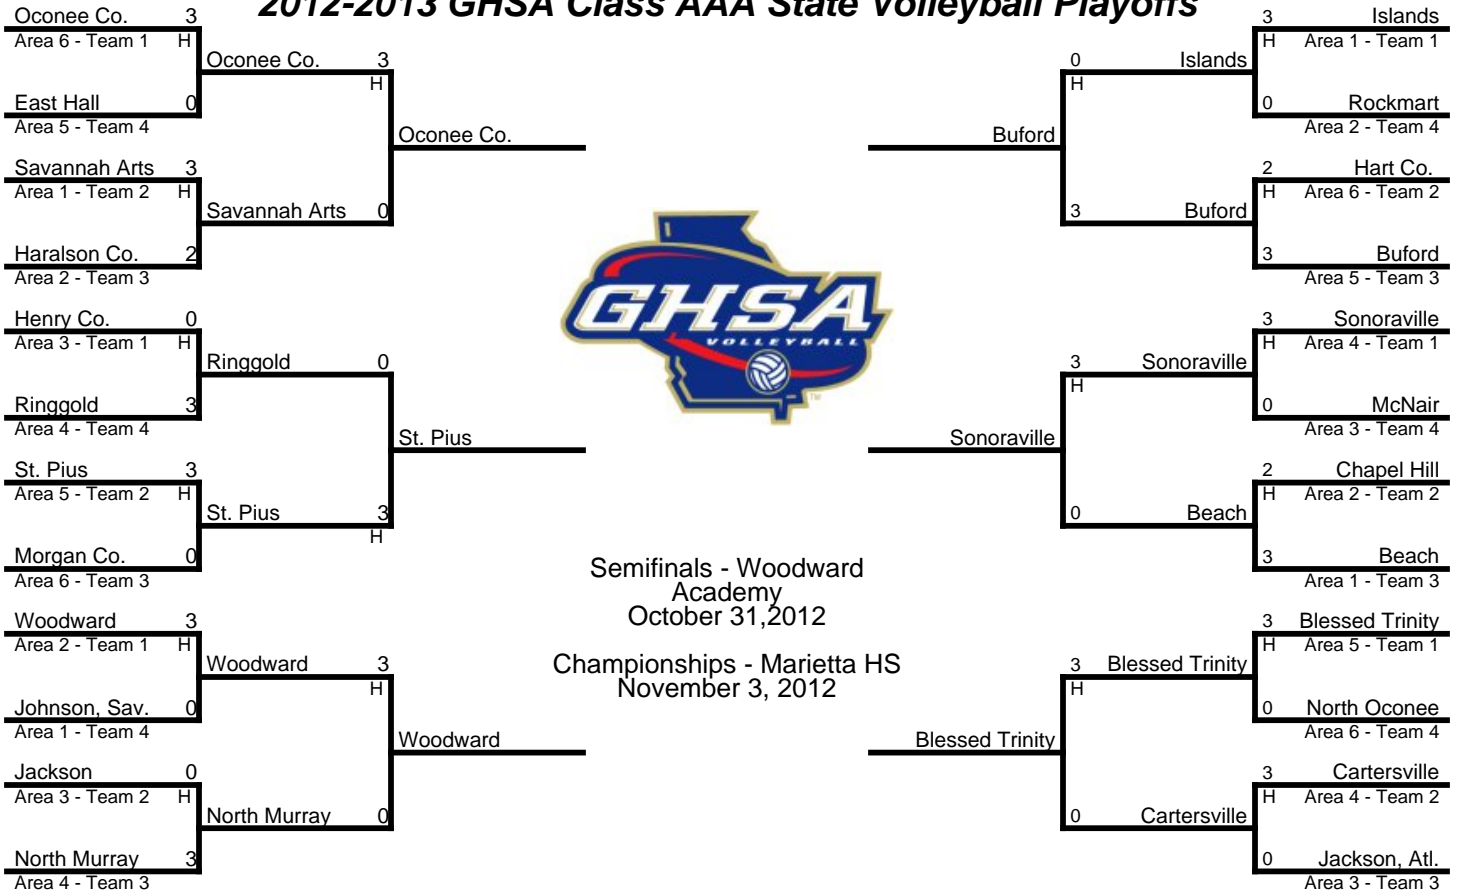 2012-2013 GHSA Class AAA State Volleyball Playoffs
Oconee Co. 3
Area 6 - Team 1 H
Oconee Co. 3
H
East Hall 0
Area 5 - Team 4
Oconee Co.
Savannah Arts 3
Area 1 - Team 2 H
Savannah Arts 0
Haralson Co. 2
Area 2 - Team 3
Henry Co. 0
Area 3 - Team 1 H
Ringgold 0
Ringgold 3
Area 4 - Team 4
St. Pius
St. Pius 3
Area 5 - Team 2 H
St. Pius 3
H
Morgan Co. 0
Area 6 - Team 3
Woodward 3
Area 2 - Team 1 H
Woodward 3
H
Johnson, Sav. 0
Area 1 - Team 4
Woodward
Jackson 0
Area 3 - Team 2 H
North Murray 0
North Murray 3
Area 4 - Team 3
GHSA
VOLLEYBALL
TM
Semifinals - Woodward
Academy
October 31,2012
Championships - Marietta HS
November 3, 2012
3 Islands
H Area 1 - Team 1
0 Islands
H
0 Rockmart
Area 2 - Team 4
Buford
2 Hart Co.
H Area 6 - Team 2
3 Buford
3 Buford
Area 5 - Team 3
3 Sonoraville
H Area 4 - Team 1
3 Sonoraville
H
0 McNair
Area 3 - Team 4
Sonoraville
2 Chapel Hill
H Area 2 - Team 2
0 Beach
3 Beach
Area 1 - Team 3
3 Blessed Trinity
H Area 5 - Team 1
3 Blessed Trinity
H
0 North Oconee
Area 6 - Team 4
Blessed Trinity
3 Cartersville
H Area 4 - Team 2
0 Cartersville
0 Jackson, Atl.
Area 3 - Team 3